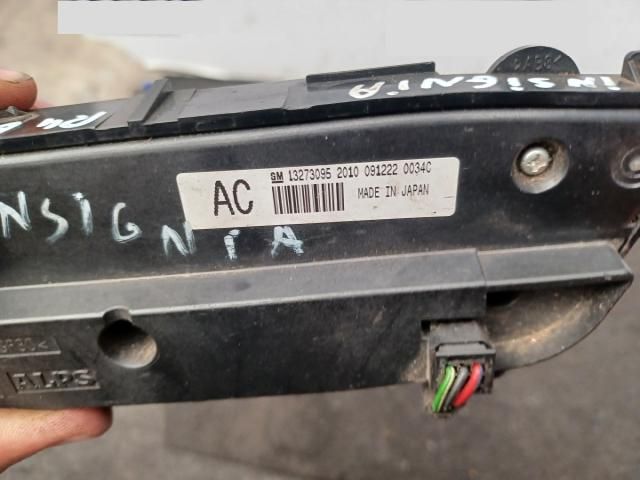 INSIGNIA
AC GM 13273095 2010 091222 0034C
MADE IN JAPAN
NSIGNIA
ALPS